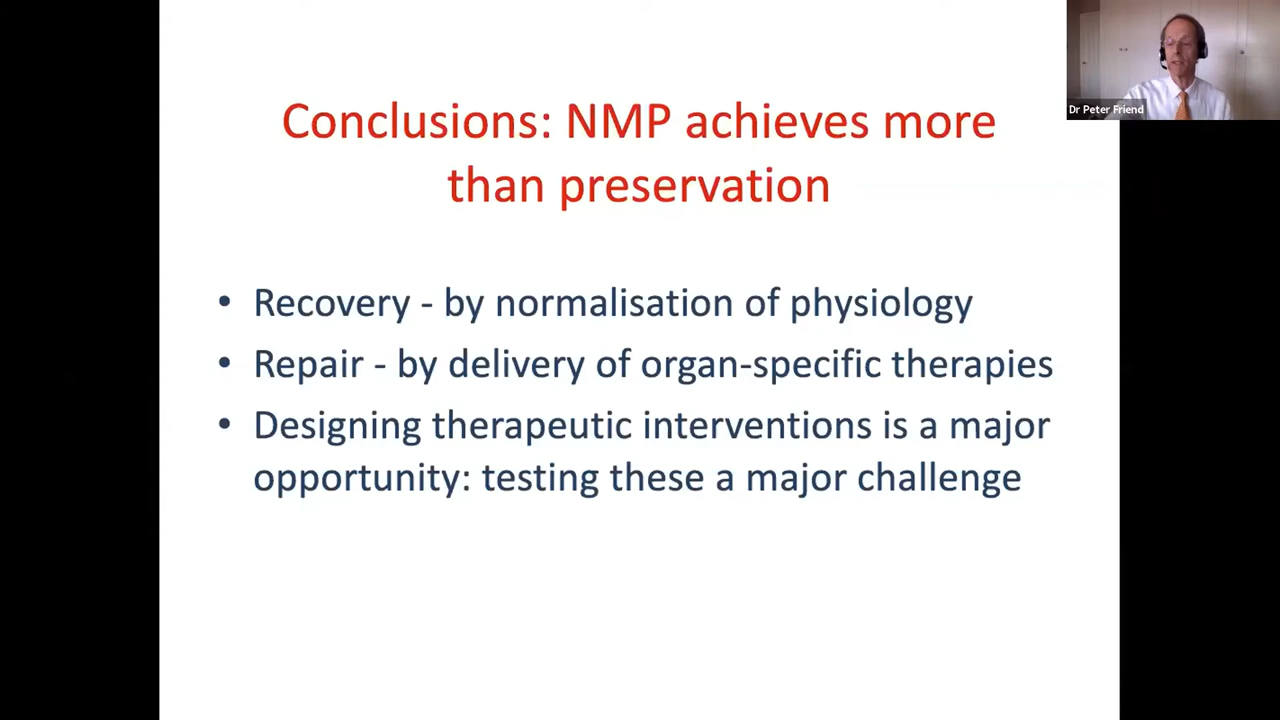 Conclusions: NMP achieves more
than preservation
• Recovery - by normalisation of physiology
• Repair - by delivery of organ-specific therapies
• Designing therapeutic interventions is a major
opportunity: testing these a major challenge
Dr Peter Friend